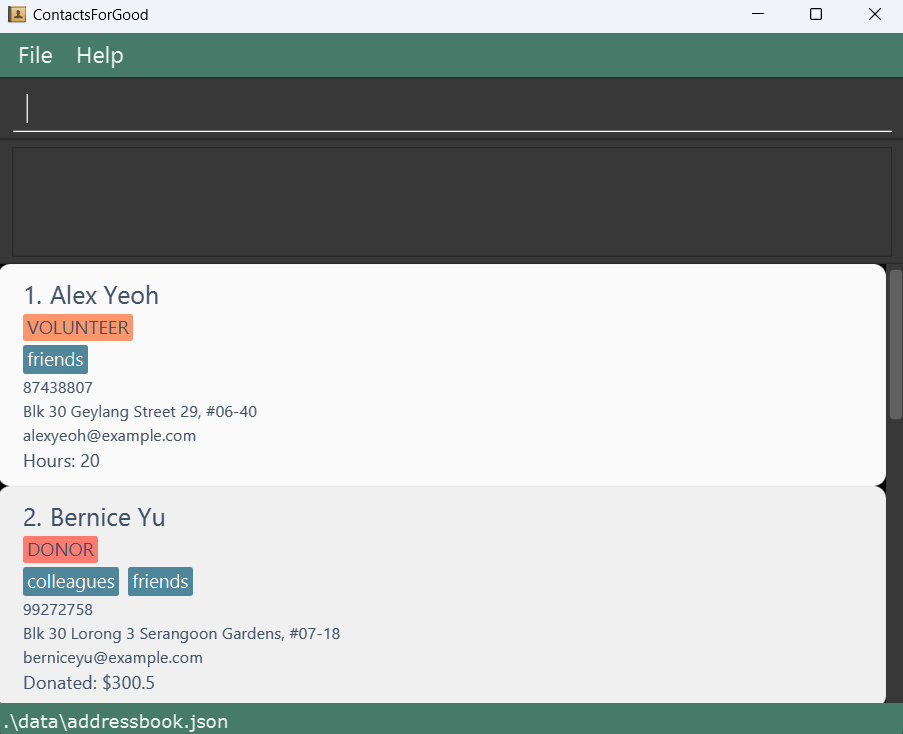 ContactsForGood
File Help
1. Alex Yeoh
VOLUNTEER
friends
87438807
Blk 30 Geylang Street 29, #06-40
alexyeoh@example.com
Hours: 20
2. Bernice Yu
DONOR
colleagues friends
99272758
Blk 30 Lorong 3 Serangoon Gardens, #07-18
berniceyu@example.com
Donated: $300.5
.\data\addressbook.json